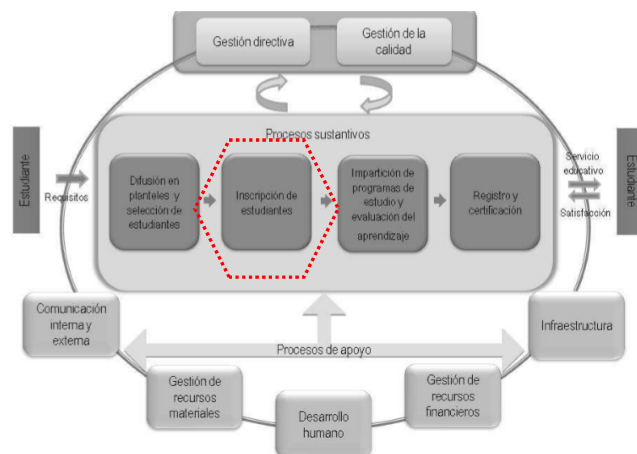 Gestión directiva
Gestión de la
calidad
Procesos sustantivos
Estudiante
Requisitos
Difusión en
planteles y
selección de
estudiantes
Inscripción de
estudiantes
Impartición de
programas de
estudio y
evaluación del
aprendizaje
Registro y
certificación
Servicio
educativo
Satisfacción
Estudiante
Comunicación
interna y
externa
Infraestructura
Procesos de apoyo
Gestión de
recursos
materiales
Desarrollo
humano
Gestión de
recursos
financieros